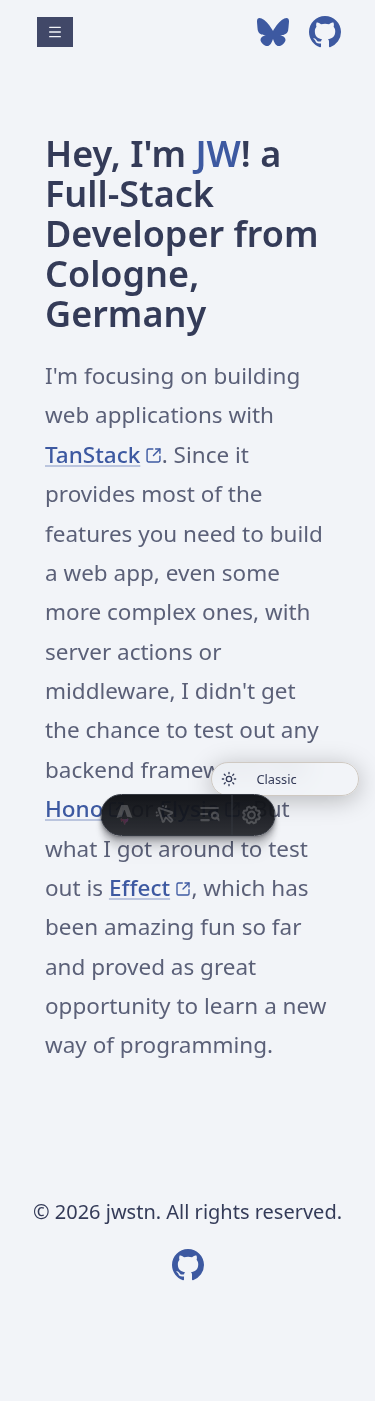 Hey, I'm JW! a
Full-Stack
Developer from
Cologne,
Germany
I'm focusing on building
web applications with
TanStack. Since it
provides most of the
features you need to build
a web app, even some
more complex ones, with
server actions or
middleware, I didn't get
the chance to test out any
backend
Classic
Hono
what I got around to test
out is Effect, which has
been amazing fun so far
and proved as great
opportunity to learn a new
way of programming.
© 2026 jwstn. All rights reserved.